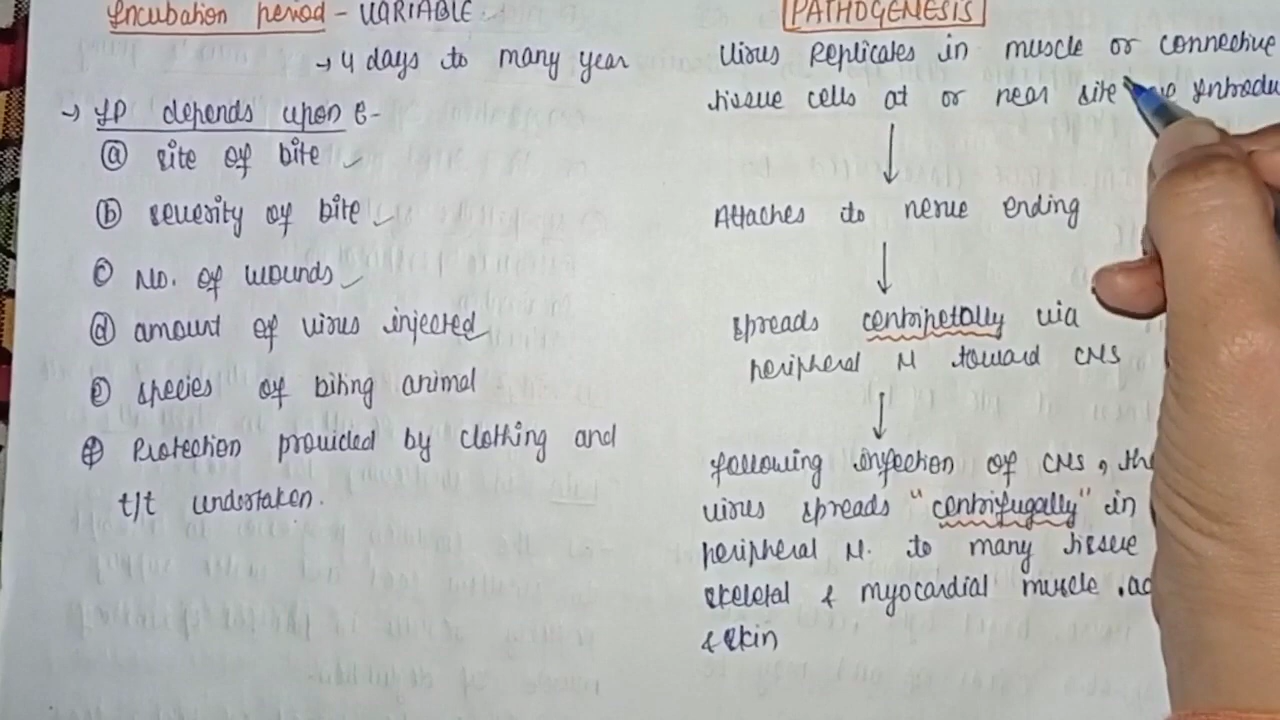 Incubation period - VARIABLE
→ 4 days to many year
→ IP depends upon :-
(a) site of bite ✓
(b) severity of bite ✓
(c) No. of wounds ✓
(d) amount of virus injected
(e) species of biting animal
(f) Protection provided by clothing and
t/t undertaken.
PATHOGENESIS
Virus Replicates in muscle or connective
tissue cells at or near site
↓
Attaches to nerve ending
↓
spreads centripetally via
peripheral N toward CNS
↓
following infection of CNS, the
virus spreads "centrifugally" in
peripheral N. to many tissue
skeletal & myocardial muscle.
& skin